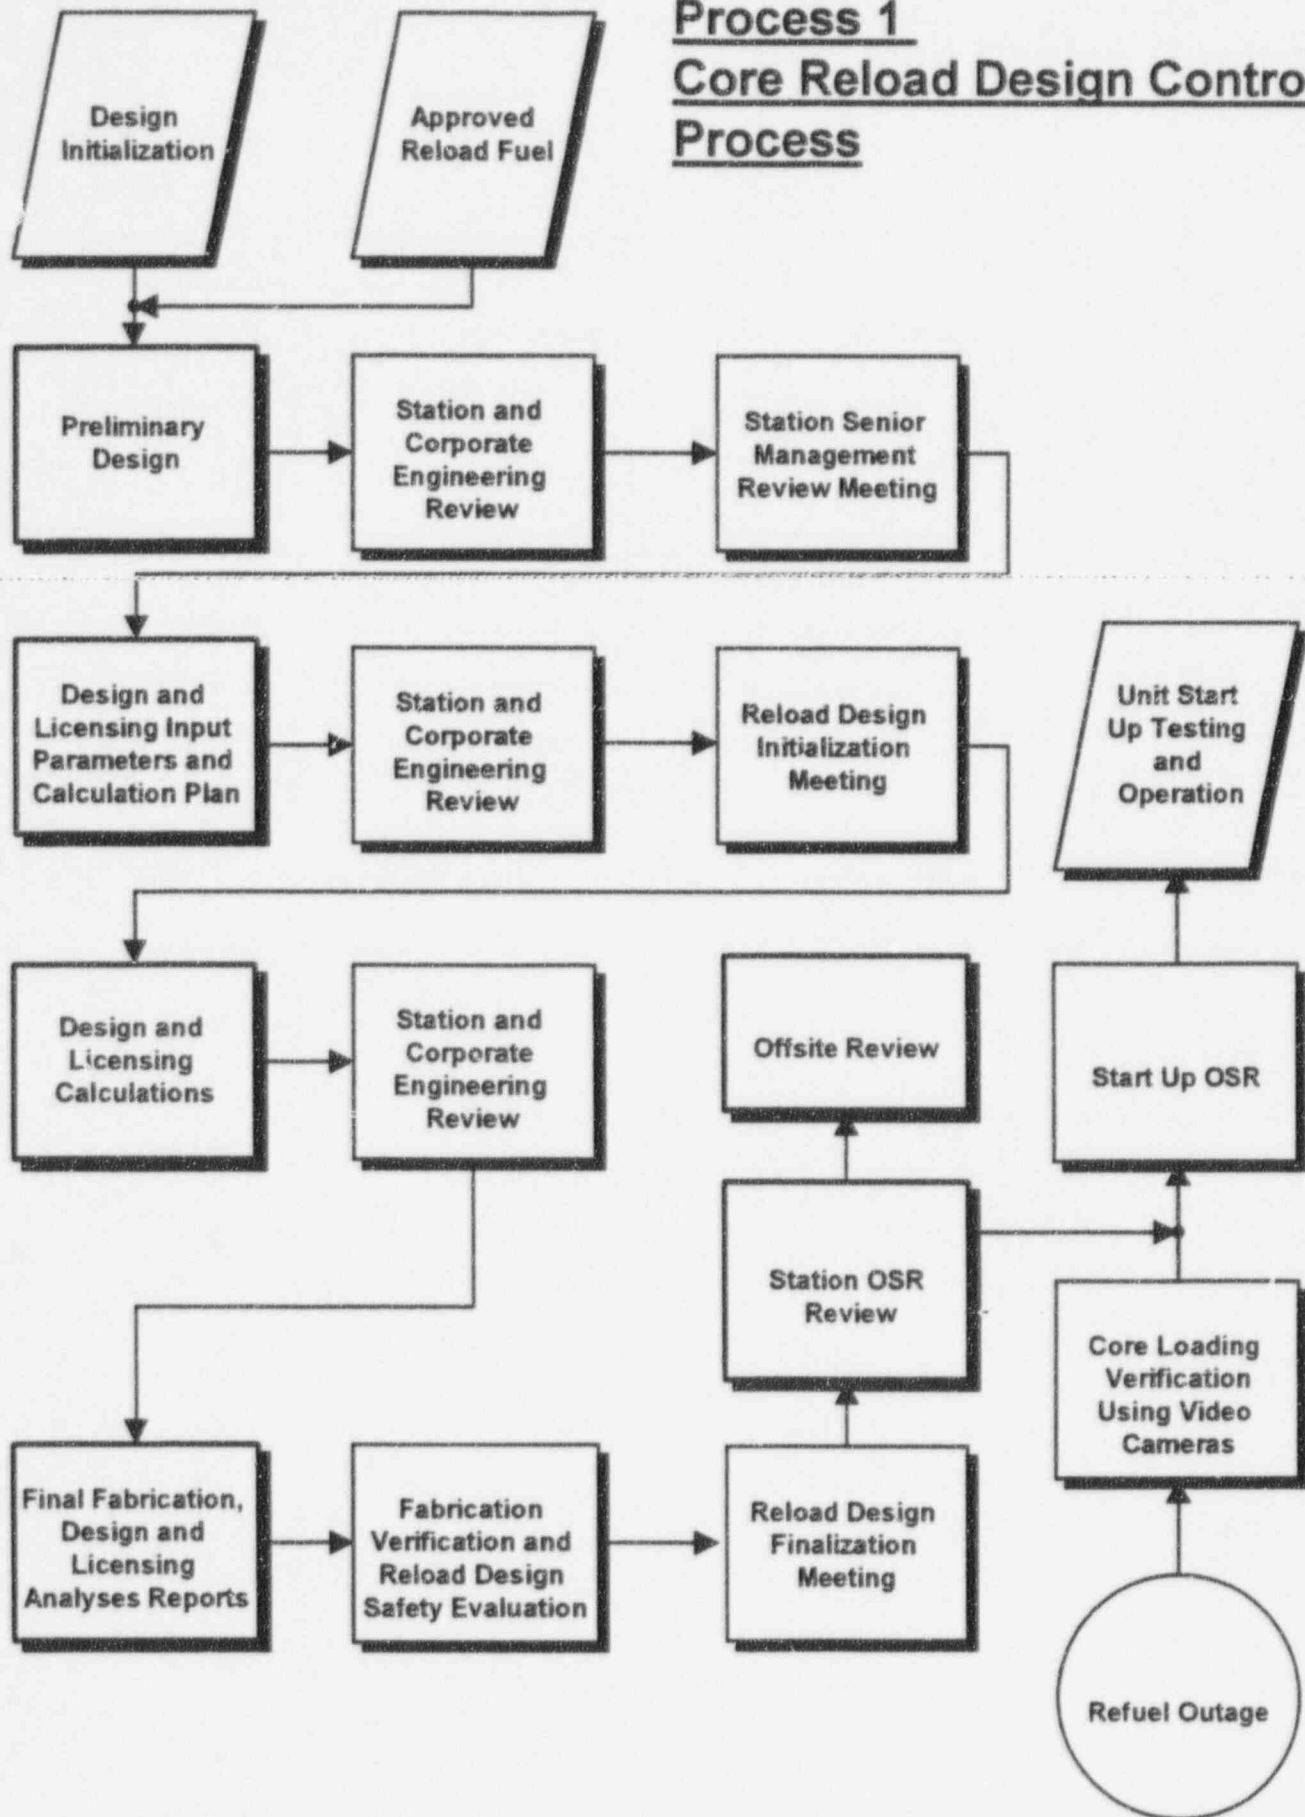 Process 1
Core Reload Design Contro
Process
Design
Initialization
Approved
Reload Fuel
Preliminary
Design
Station and
Corporate
Engineering
Review
Station Senior
Management
Review Meeting
Design and
Licensing Input
Parameters and
Calculation Plan
Station and
Corporate
Engineering
Review
Reload Design
Initialization
Meeting
Unit Start
Up Testing
and
Operation
Design and
Licensing
Calculations
Station and
Corporate
Engineering
Review
Offsite Review
Start Up OSR
Station OSR
Review
Core Loading
Verification
Using Video
Cameras
Final Fabrication,
Design and
Licensing
Analyses Reports
Fabrication
Verification and
Reload Design
Safety Evaluation
Reload Design
Finalization
Meeting
Refuel Outage